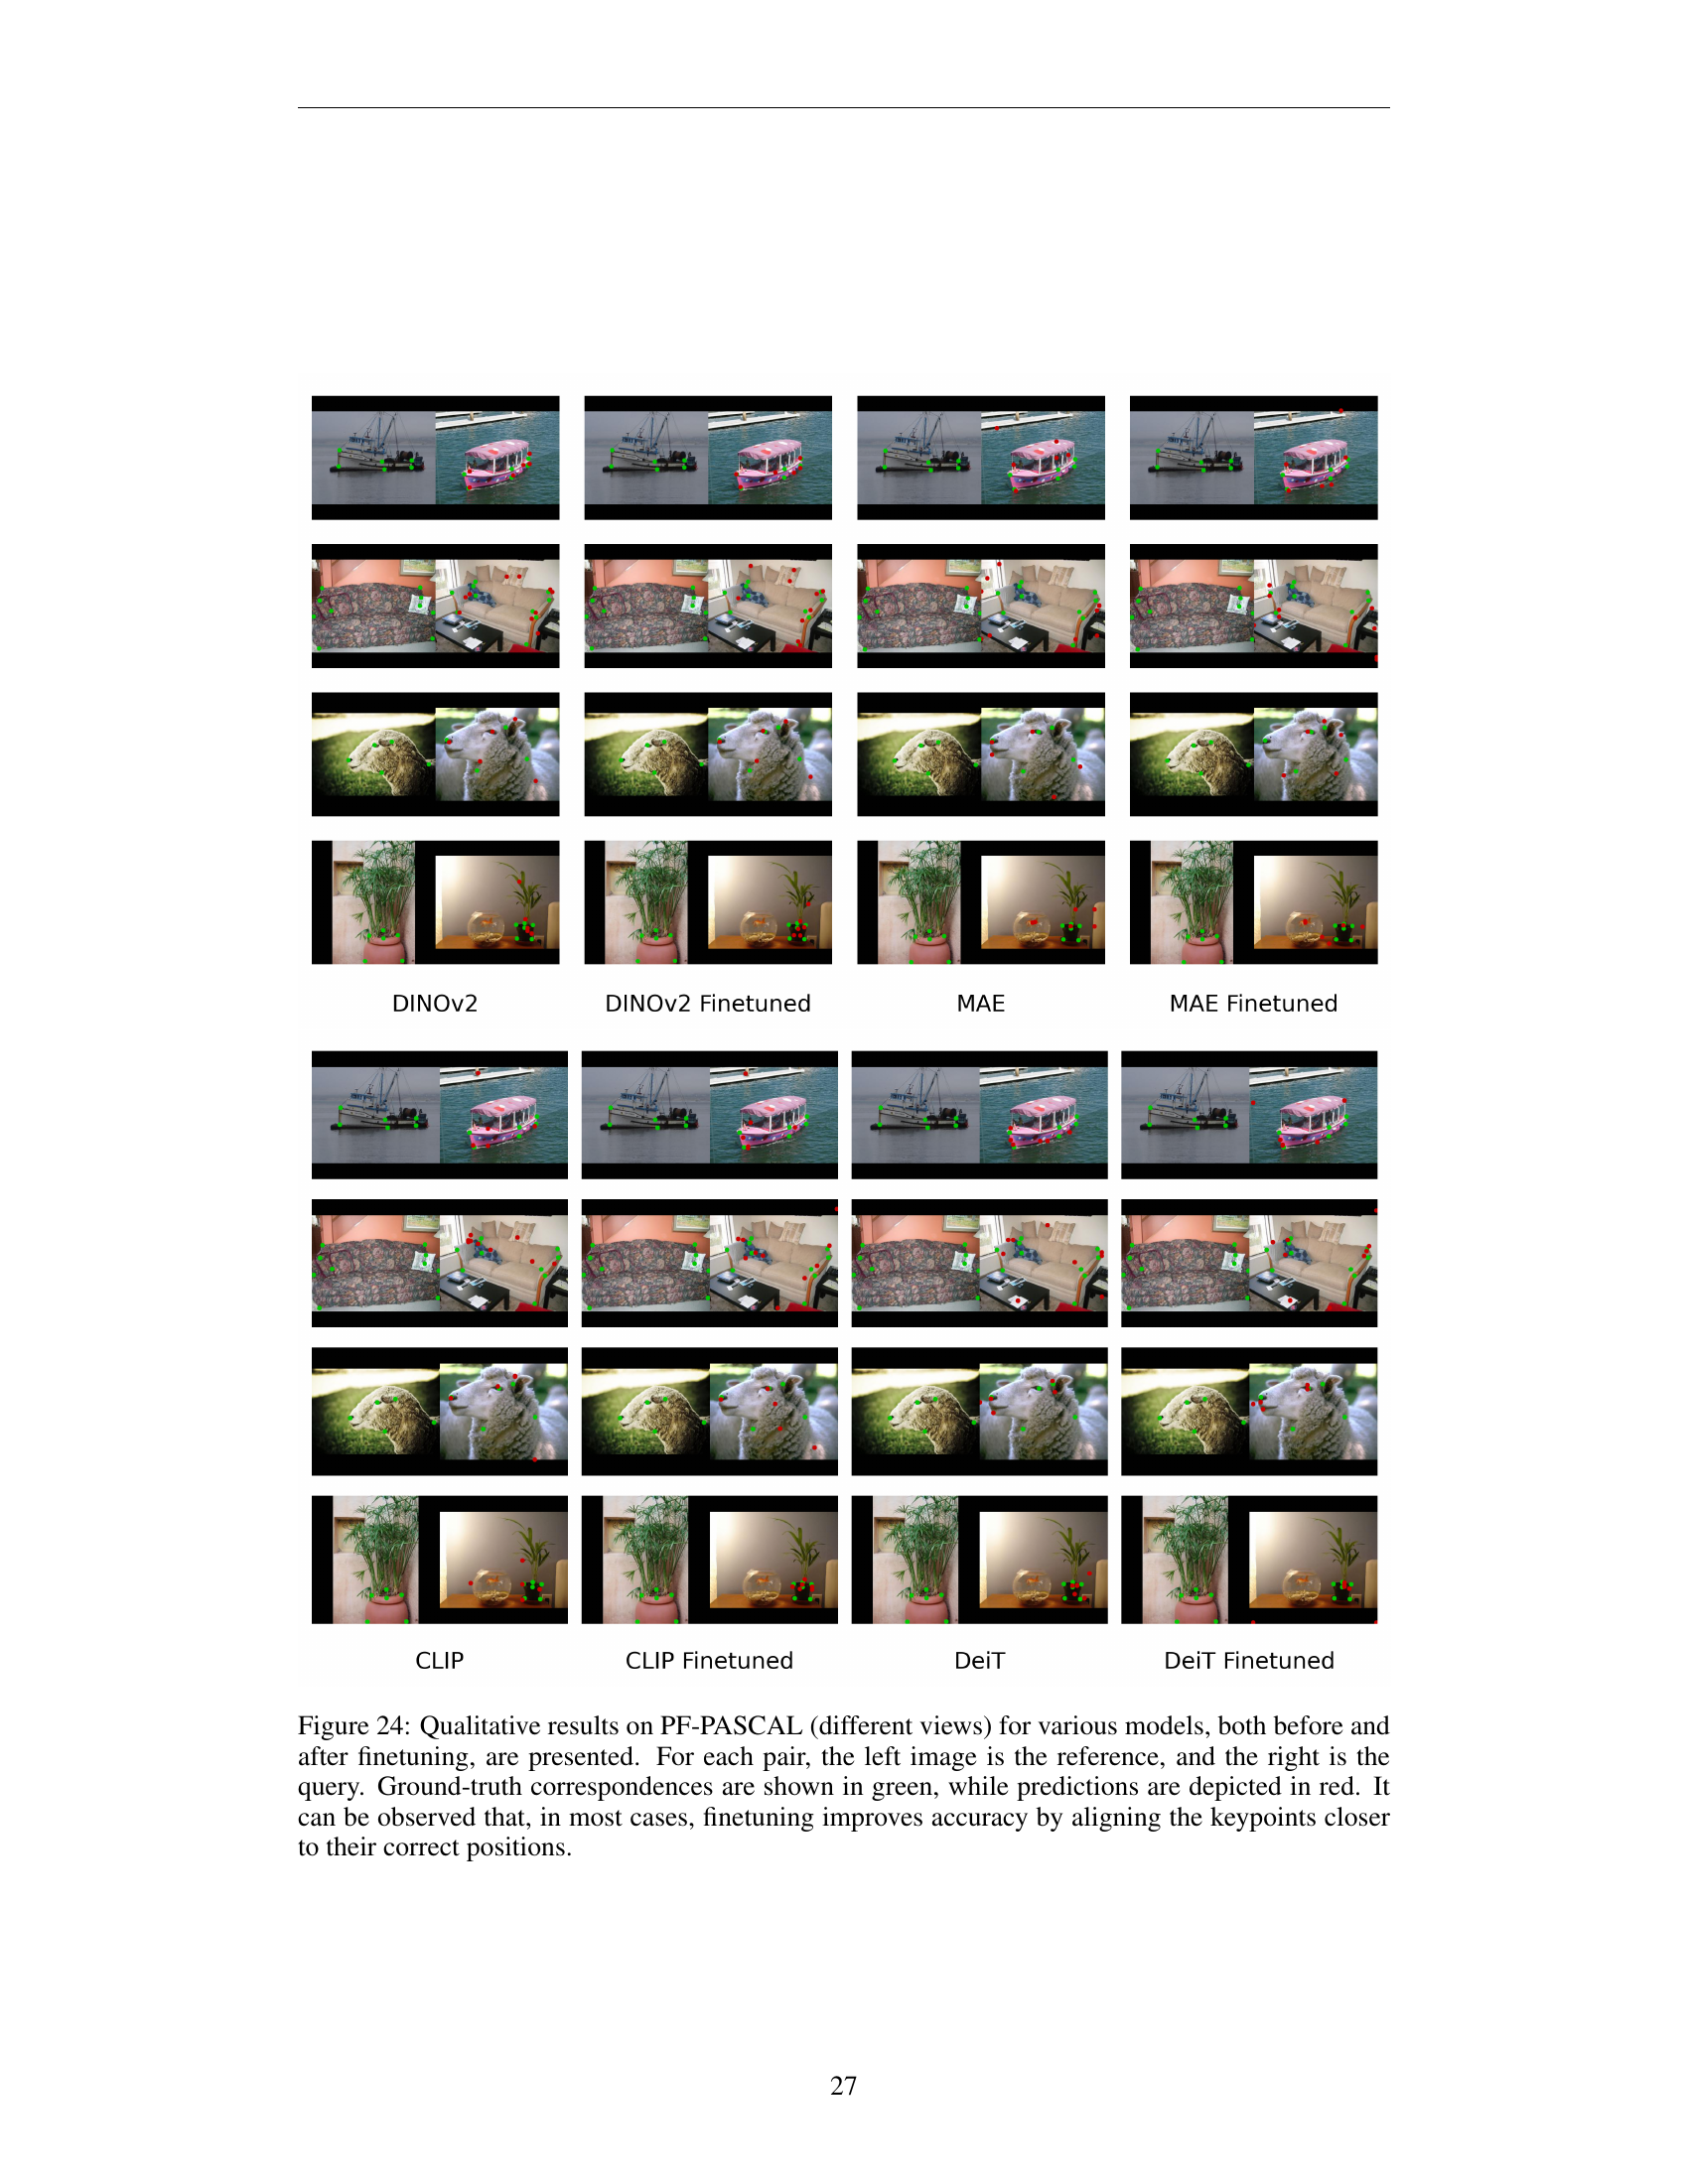 DINOv2 DINOv2 Finetuned MAE MAE Finetuned
CLIP CLIP Finetuned DeiT DeiT Finetuned
Figure 24: Qualitative results on PF-PASCAL (different views) for various models, both before and
after finetuning, are presented. For each pair, the left image is the reference, and the right is the
query. Ground-truth correspondences are shown in green, while predictions are depicted in red. It
can be observed that, in most cases, finetuning improves accuracy by aligning the keypoints closer
to their correct positions.
27